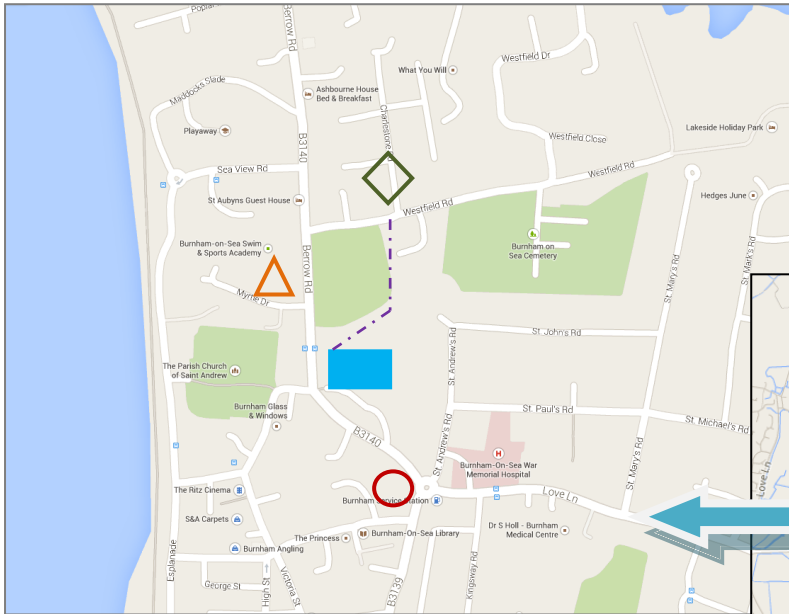 Berrow Rd
What You Will
Westfield Dr
Ashbourne House
Bed & Breakfast
Maddocks Slade
Playaway
B3140
Westfield Close
Lakeside Holiday Park
Sea View Rd
Westfield Rd
St Aubyns Guest House
Westfield Rd
Hedges June
Burnham-on-Sea Swim
& Sports Academy
Berrow Rd
Burnham on
Sea Cemetery
St. Mary's Rd
St. Mark's Rd
Myrtle Dr
St. John's Rd
St. Andrew's Rd
The Parish Church
of Saint Andrew
Burnham Glass
& Windows
St. Paul's Rd
St. Michael's Rd
B3140
St. Andrew's Rd
Burnham-On-Sea War
Memorial Hospital
St. Mary's Rd
Love Ln
The Ritz Cinema
Burnham Service Station
Love Ln
S&A Carpets
The Princess
Burnham-On-Sea Library
Dr S Holl - Burnham
Medical Centre
Burnham Angling
Esplanade
George St
High St
Victoria St
B3139
Kingsway Rd